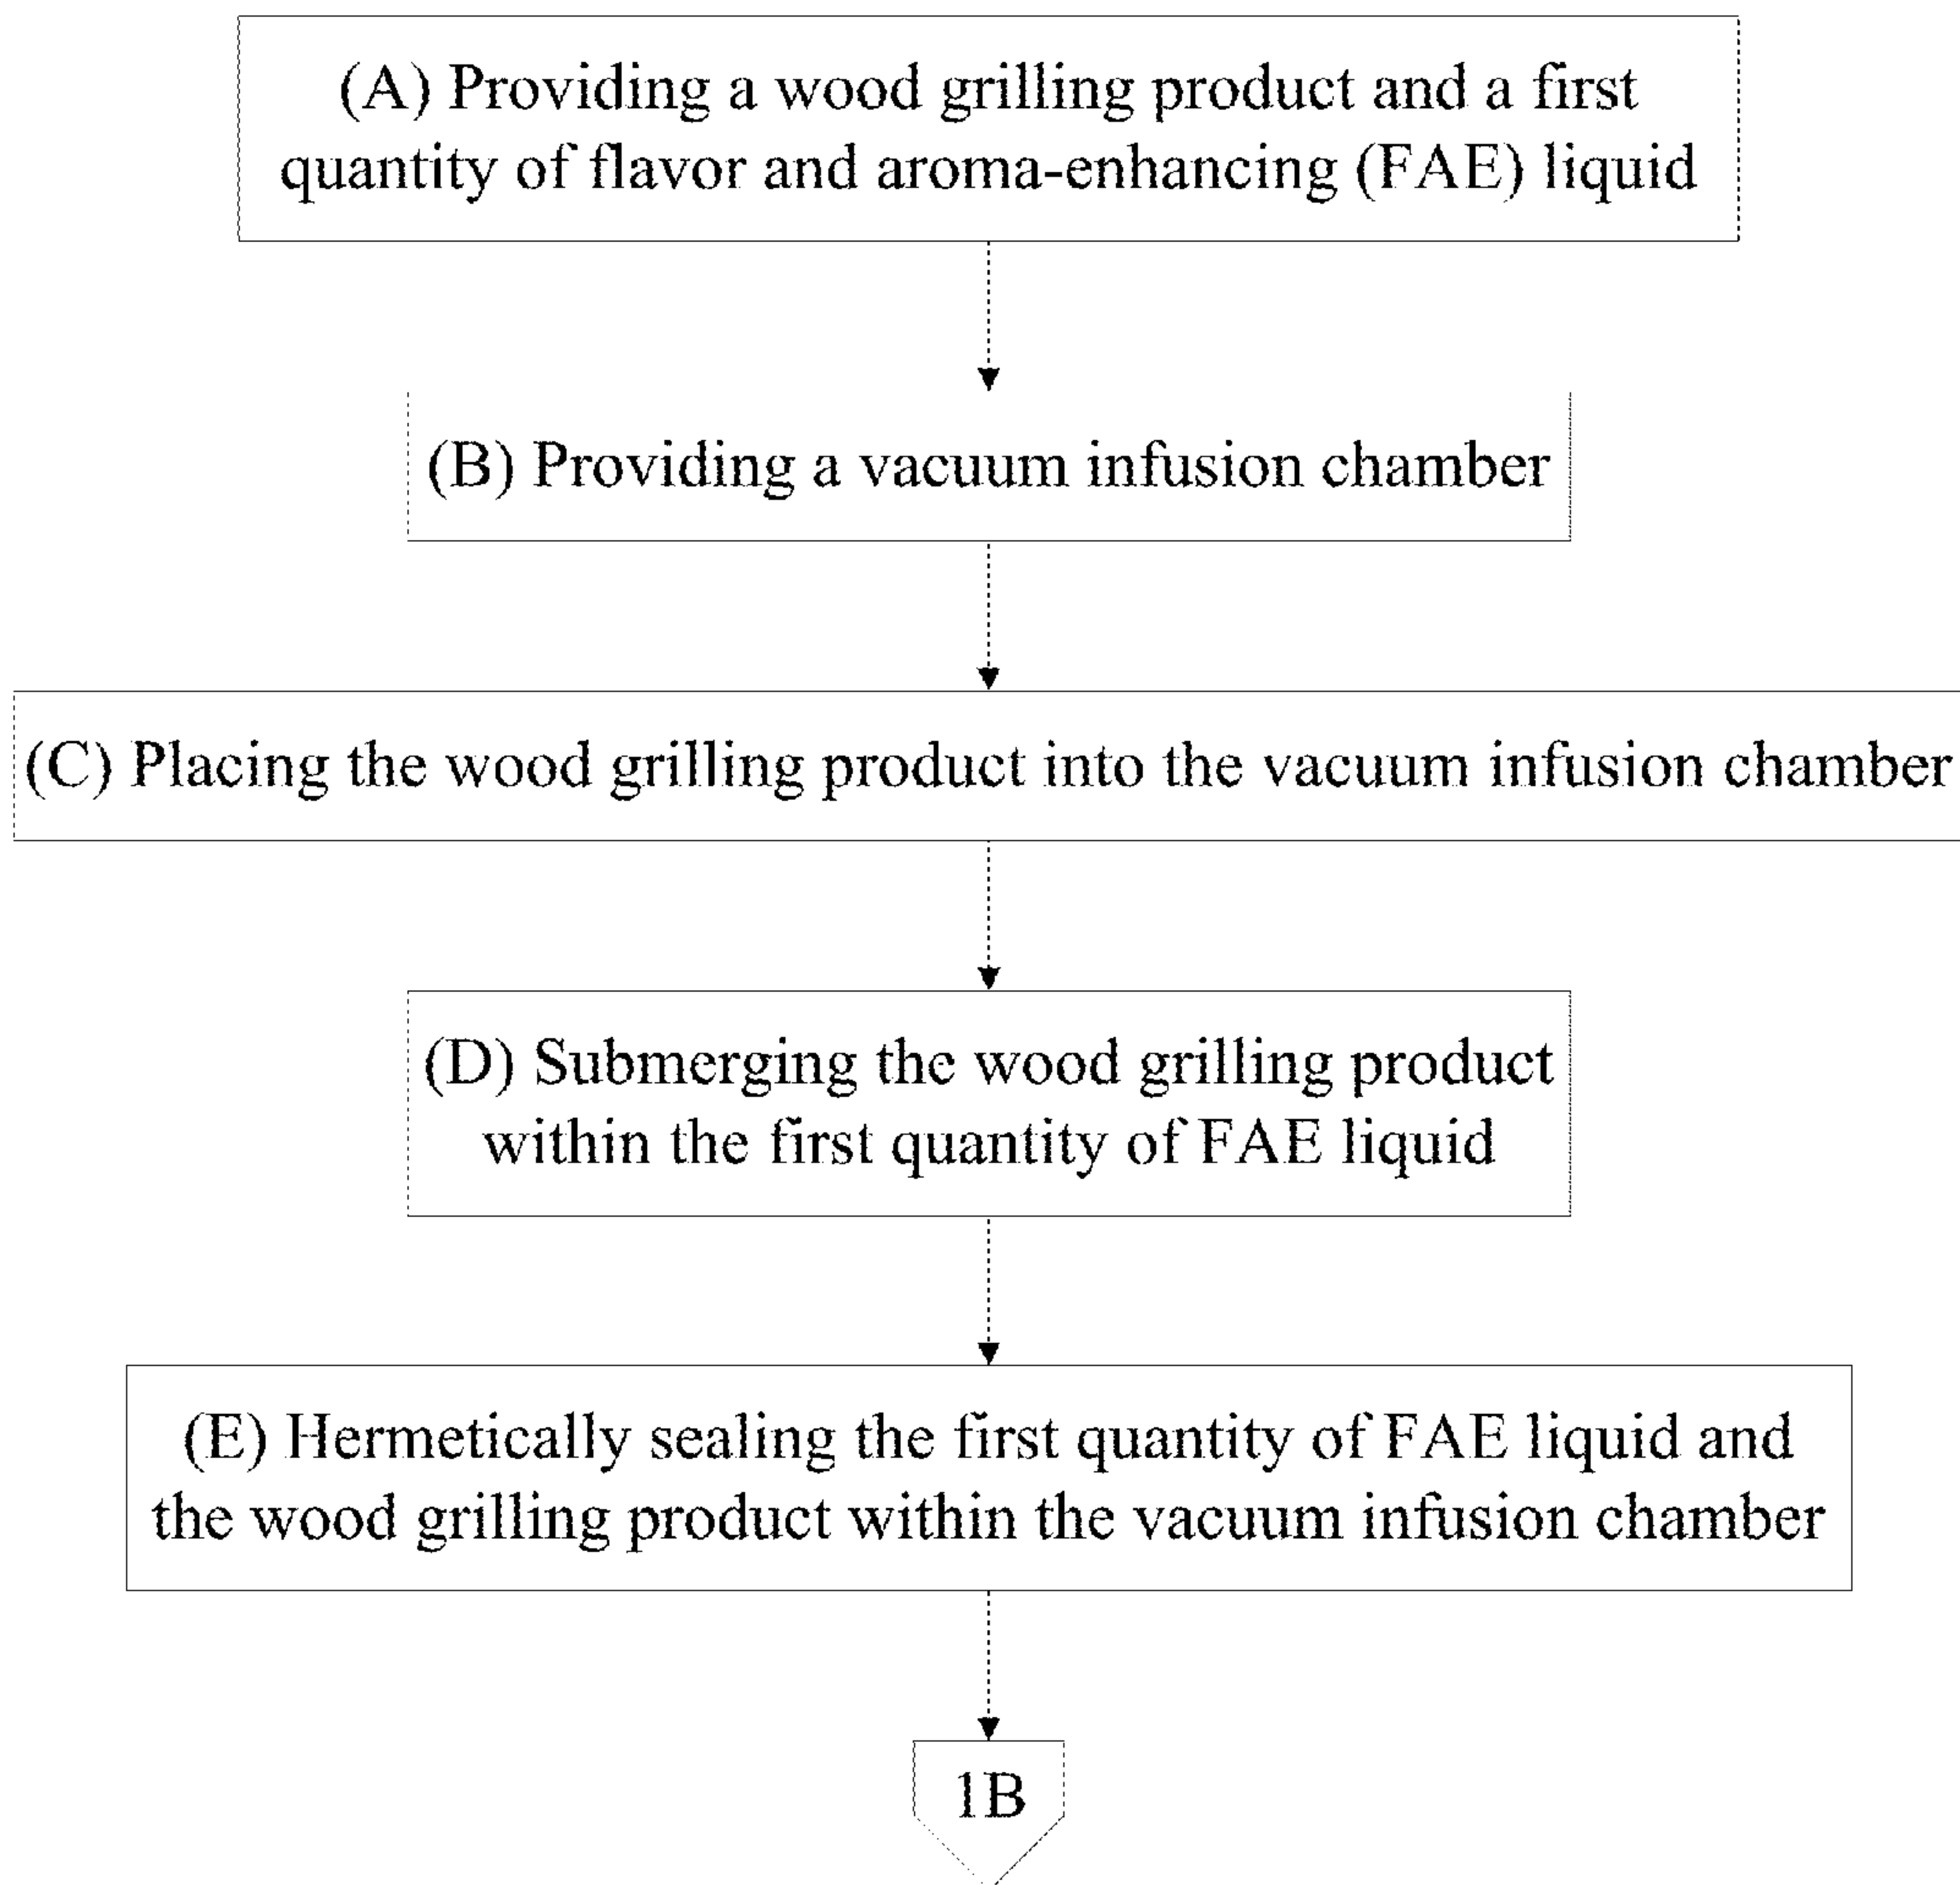 (A) Providing a wood grilling product and a first
quantity of flavor and aroma-enhancing (FAE) liquid
(B) Providing a vacuum infusion chamber
(C) Placing the wood grilling product into the vacuum infusion chamber
(D) Submerging the wood grilling product
within the first quantity of FAE liquid
(E) Hermetically sealing the first quantity of FAE liquid and
the wood grilling product within the vacuum infusion chamber
1B